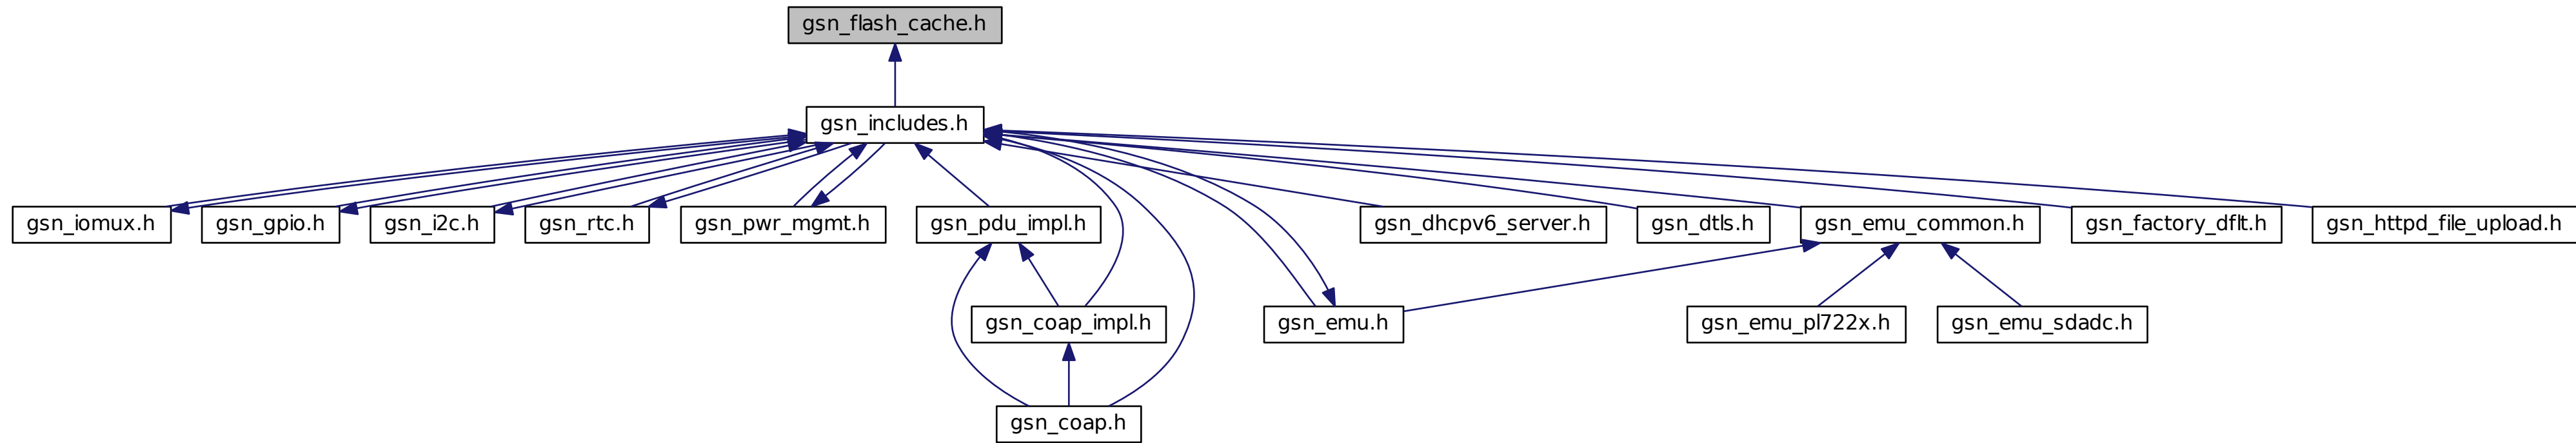 gsn_flash_cache.h
gsn_includes.h
gsn_iomux.h
gsn_gpio.h
gsn_i2c.h
gsn_rtc.h
gsn_pwr_mgmt.h
gsn_pdu_impl.h
gsn_dhcpv6_server.h
gsn_dtls.h
gsn_emu_common.h
gsn_factory_dflt.h
gsn_httpd_file_upload.h
gsn_coap_impl.h
gsn_emu.h
gsn_emu_pl722x.h
gsn_emu_sdadc.h
gsn_coap.h